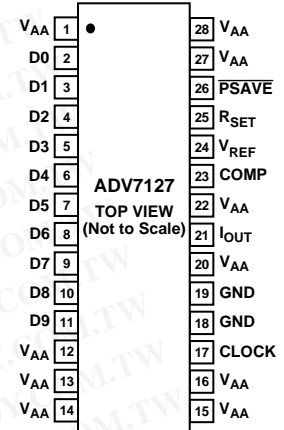 VAA 1 28 VAA
D0 2 27 VAA
D1 3 26 PSAVE
D2 4 25 RSET
D3 5 24 VREF
D4 6 23 COMP
ADV7127
D5 7 22 VAA
TOP VIEW
D6 8 21 IOUT
(Not to Scale)
D7 9 20 VAA
D8 10 19 GND
D9 11 18 GND
VAA 12 17 CLOCK
VAA 13 16 VAA
VAA 14 15 VAA